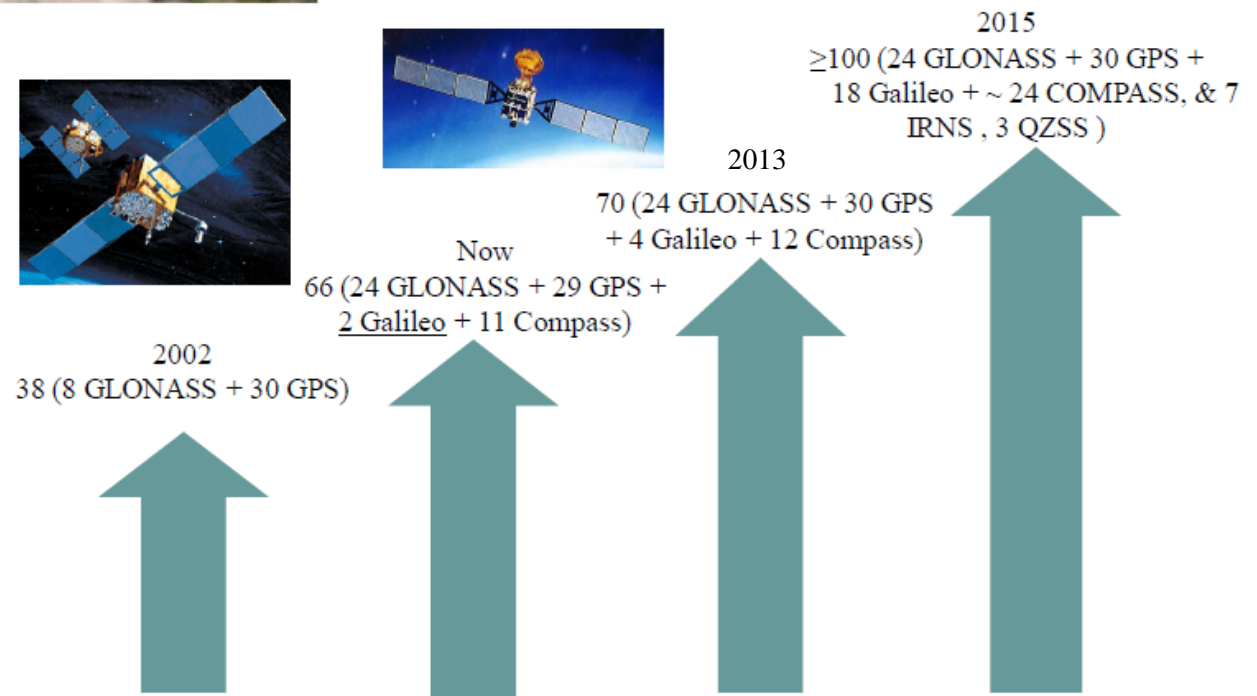 2002
38 (8 GLONASS + 30 GPS)
Now
66 (24 GLONASS + 29 GPS +
2 Galileo + 11 Compass)
2013
70 (24 GLONASS + 30 GPS
+ 4 Galileo + 12 Compass)
2015
≥100 (24 GLONASS + 30 GPS +
18 Galileo + ~ 24 COMPASS, & 7
IRNS , 3 QZSS )